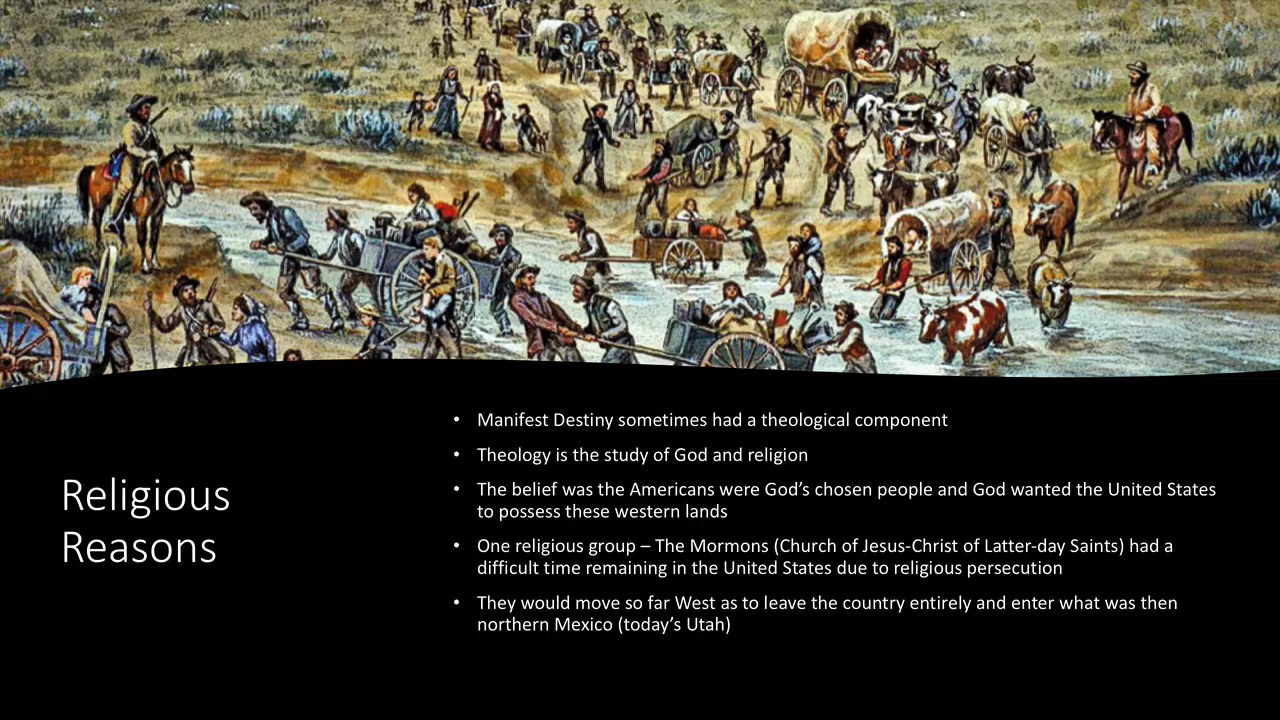 Religious
Reasons
• Manifest Destiny sometimes had a theological component
• Theology is the study of God and religion
• The belief was the Americans were God’s chosen people and God wanted the United States
to possess these western lands
• One religious group – The Mormons (Church of Jesus-Christ of Latter-day Saints) had a
difficult time remaining in the United States due to religious persecution
• They would move so far West as to leave the country entirely and enter what was then
northern Mexico (today’s Utah)